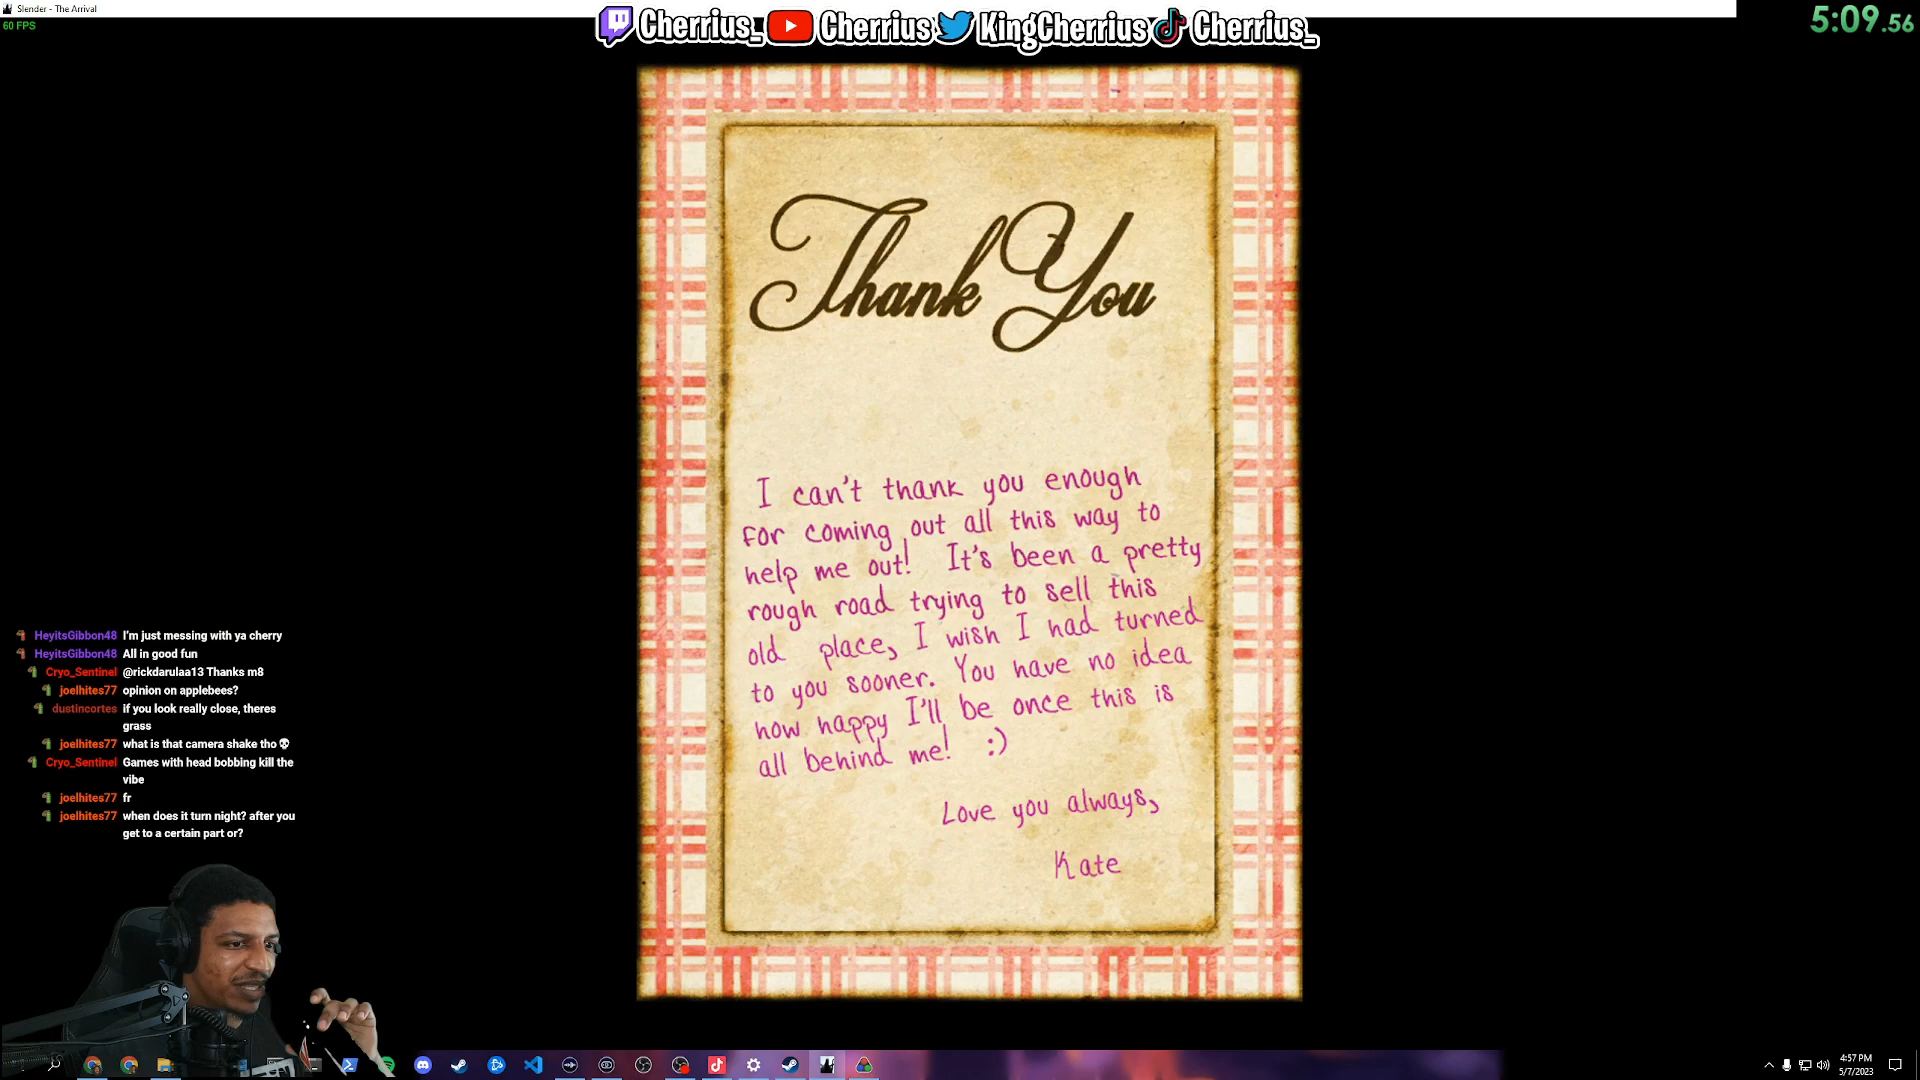 Slender - The Arrival
60 FPS
Cherrius_ Cherrius KingCherrius Cherrius_
5:09.56
Thank You
I can't thank you enough
for coming out all this way to
help me out! It's been a pretty
rough road trying to sell this
old place, I wish I had turned
to you sooner. You have no idea
how happy I'll be once this is
all behind me! :)
Love you always,
Kate
HeyitsGibbon48 I'm just messing with ya cherry
HeyitsGibbon48 All in good fun
Cryo_Sentinel @rickdarulaa13 Thanks m8
joelhites77 opinion on applebees?
dustincortes if you look really close, theres
grass
joelhites77 what is that camera shake tho💀
Cryo_Sentinel Games with head bobbing kill the
vibe
joelhites77 fr
joelhites77 when does it turn night? after you
get to a certain part or?
4:57 PM
5/7/2023